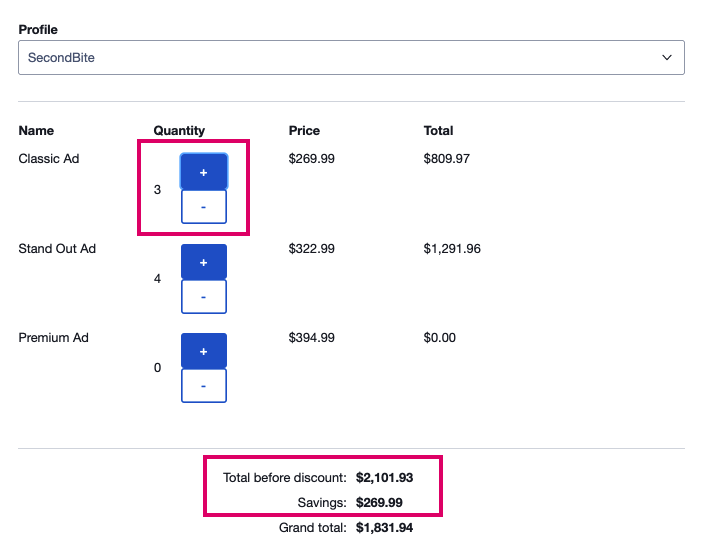 Profile
SecondBite
Name Quantity Price Total
Classic Ad 3 + - $269.99 $809.97
Stand Out Ad 4 + - $322.99 $1,291.96
Premium Ad 0 + - $394.99 $0.00
Total before discount: $2,101.93
Savings: $269.99
Grand total: $1,831.94